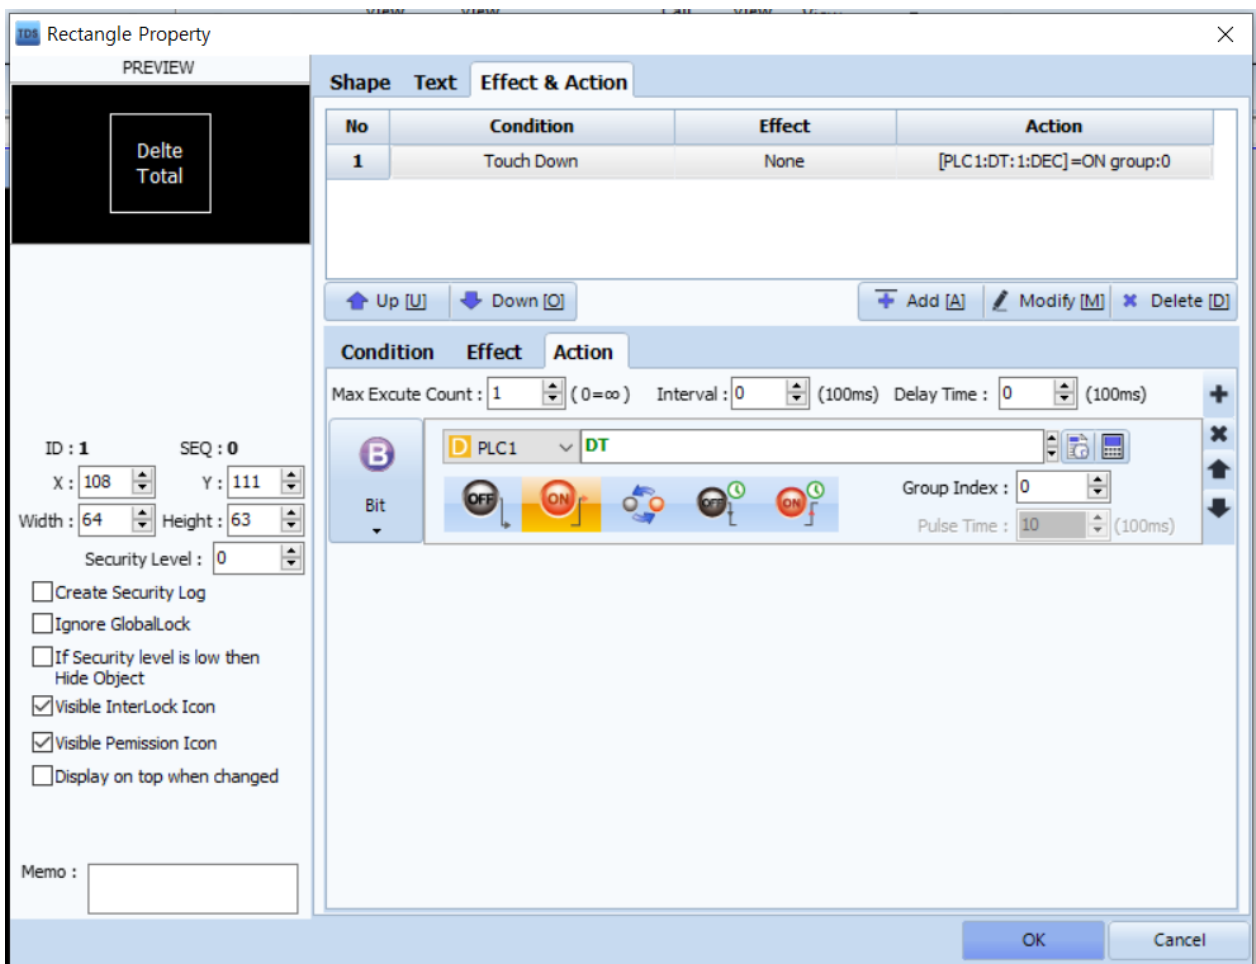 TDS Rectangle Property
PREVIEW
Delte
Total
Shape Text Effect & Action
No Condition Effect Action
1 Touch Down None [PLC1:DT:1:DEC]=ON group:0
Up [U] Down [O] Add [A] Modify [M] Delete [D]
Condition Effect Action
Max Excute Count : 1 ( 0=∞ ) Interval : 0 (100ms) Delay Time : 0 (100ms)
B Bit
D PLC1 DT
OFF ON OFF ON
Group Index : 0
Pulse Time : 10 (100ms)
ID : 1 SEQ : 0
X : 108 Y : 111
Width : 64 Height : 63
Security Level : 0
Create Security Log
Ignore GlobalLock
If Security level is low then
Hide Object
Visible InterLock Icon
Visible Pemission Icon
Display on top when changed
Memo :
OK Cancel